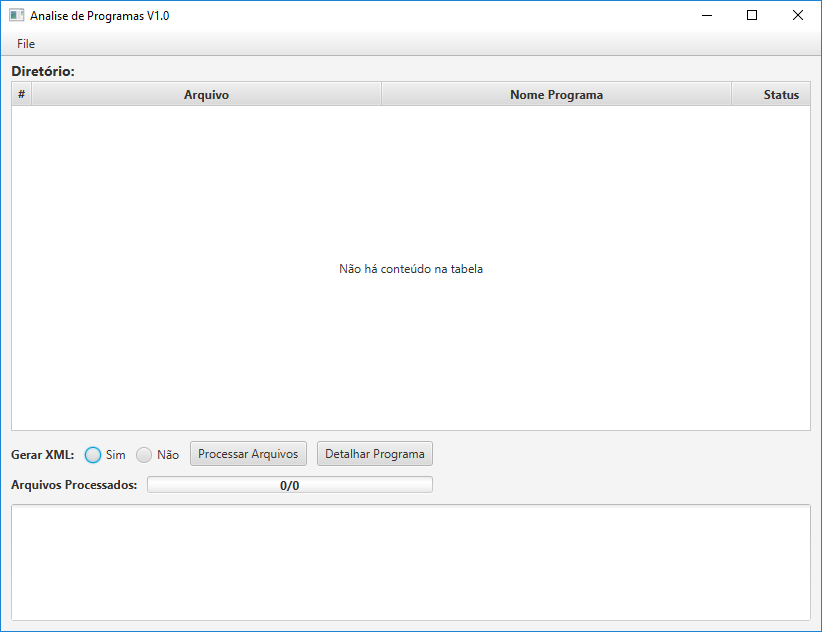 Analise de Programas V1.0
File
Diretório:
# Arquivo Nome Programa Status
Não há conteúdo na tabela
Gerar XML: Sim Não Processar Arquivos Detalhar Programa
Arquivos Processados: 0/0